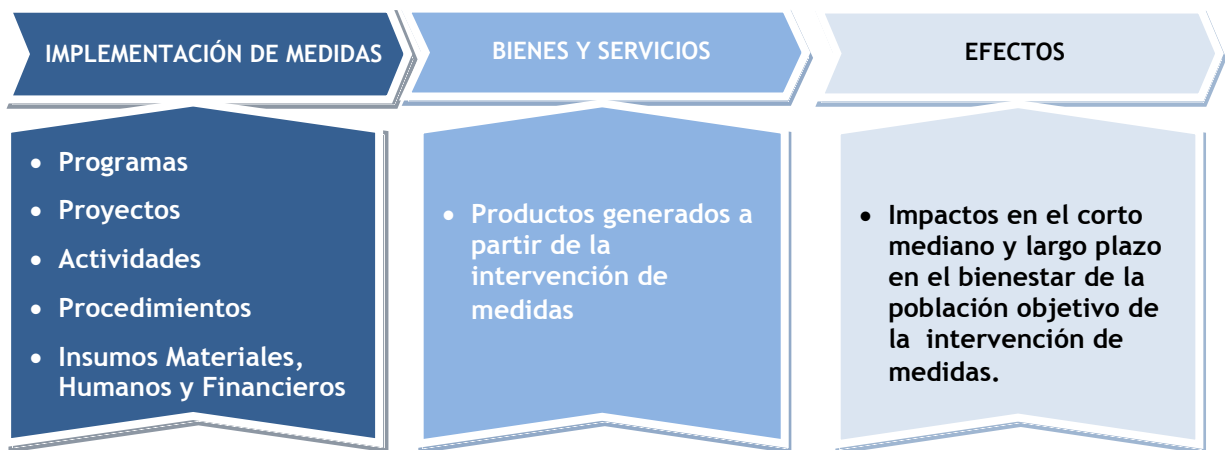 IMPLEMENTACIÓN DE MEDIDAS
BIENES Y SERVICIOS
EFECTOS
• Programas
• Proyectos
• Actividades
• Procedimientos
• Insumos Materiales,
Humanos y Financieros
• Productos generados a
partir de la
intervención de
medidas
• Impactos en el corto
mediano y largo plazo
en el bienestar de la
población objetivo de
la intervención de
medidas.